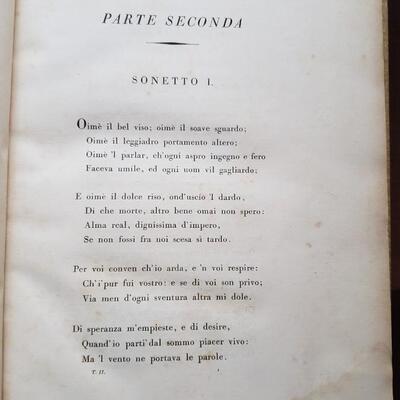 PARTE SECONDA
SONETTO I.
Oimè il bel viso; oimè il soave sguardo;
Oimè il leggiadro portamento altero;
Oimè 'l parlar, ch'ogni aspro ingegno e fero
Faceva umile, ed ogni uom vil gagliardo;
E oimè il dolce riso, ond'uscio 'l dardo,
Di che morte, altro bene omai non spero:
Alma real, dignissima d'impero,
Se non fossi fra noi scesa sì tardo.
Per voi conven ch'io arda, e 'n voi respire:
Ch'i' pur fui vostro: e se di voi son privo;
Via men d'ogni sventura altra mi dole.
Di speranza m'empieste, e di desire,
Quand'io parti' dal sommo piacer vivo:
Ma 'l vento ne portava le parole.
T. II.